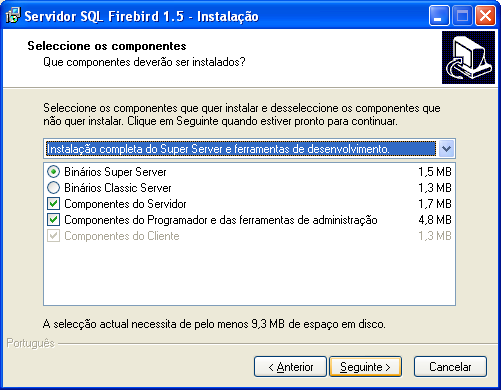 Servidor SQL Firebird 1.5 - Instalação
Seleccione os componentes
Que componentes deverão ser instalados?
Seleccione os componentes que quer instalar e desseleccione os componentes que
não quer instalar. Clique em Seguinte quando estiver pronto para continuar.
Instalação completa do Super Server e ferramentas de desenvolvimento.
Binários Super Server 1,5 MB
Binários Classic Server 1,3 MB
Componentes do Servidor 1,7 MB
Componentes do Programador e das ferramentas de administração 4,8 MB
Componentes do Cliente 1,3 MB
A selecção actual necessita de pelo menos 9,3 MB de espaço em disco.
Português
< Anterior Seguinte > Cancelar